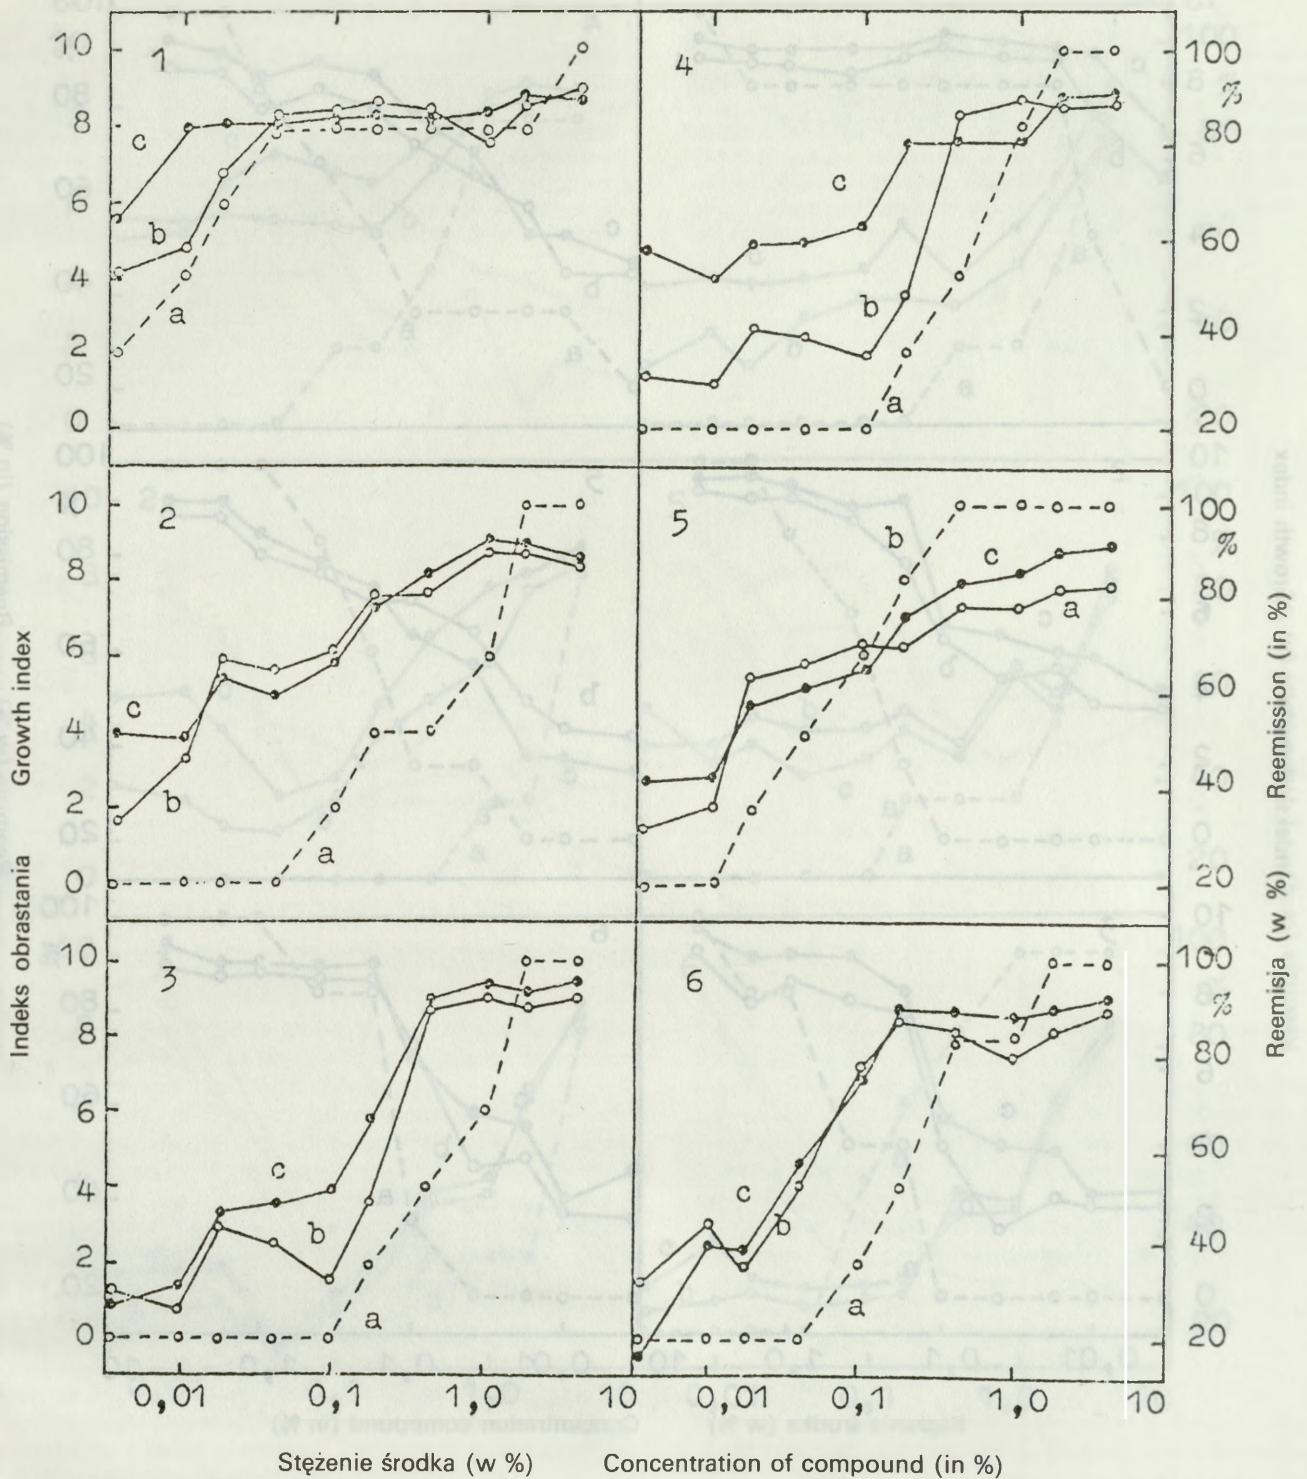 10
8
6
4
2
0
1
c
b
a
4
c
b
a
100
%
80
60
40
20
10
8
6
4
2
0
2
c
b
a
5
b
c
a
100
%
80
60
40
20
10
8
6
4
2
0
3
c
b
a
6
c
b
a
100
%
80
60
40
20
0,01 0,1 1,0 10 0,01 0,1 1,0 10
Indeks obrastania Growth index
Reemisja (w %) Reemission (in %)
Stężenie środka (w %) Concentration of compound (in %)